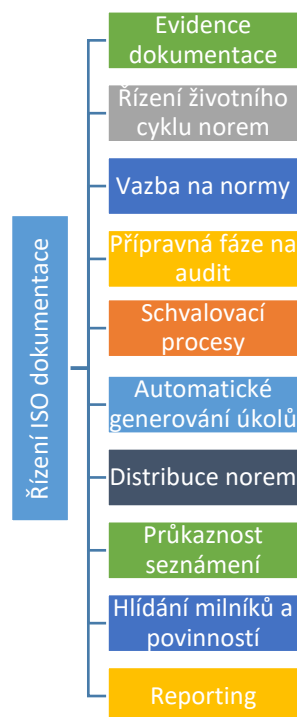 Řízení ISO dokumentace
Evidence
dokumentace
Řízení životního
cyklu norem
Vazba na normy
Přípravná fáze na
audit
Schvalovací
procesy
Automatické
generování úkolů
Distribuce norem
Průkaznost
seznámení
Hlídání milníků a
povinností
Reporting